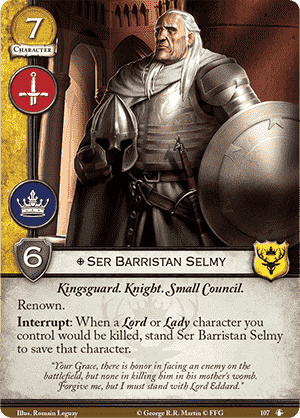 7
CHARACTER
6
SER BARRISTAN SELMY
Kingsguard. Knight. Small Council.
Renown.
Interrupt: When a Lord or Lady character you
control would be killed, stand Ser Barristan Selmy
to save that character.
"Your Grace, there is honor in facing an enemy on the
battlefield, but none in killing him in his mother's womb.
Forgive me, but I must stand with Lord Eddard."
Illus. Romain Leguay © George R.R. Martin © FFG 107